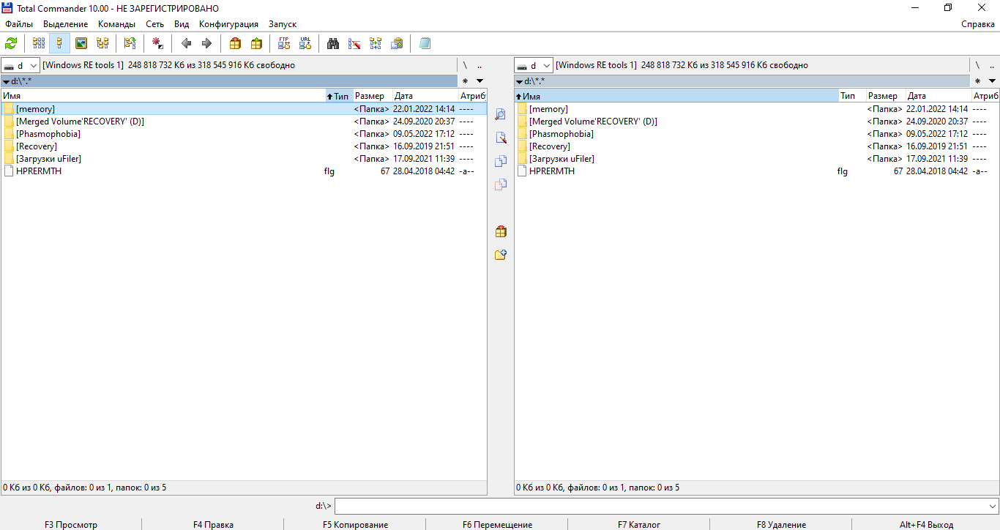 Total Commander 10.00 - НЕ ЗАРЕГИСТРИРОВАНО
Файлы Выделение Команды Сеть Вид Конфигурация Запуск Справка
FTP URL
d [Windows RE tools 1] 248 818 732 Кб из 318 545 916 Кб свободно \ ..
d:\*.* *
Имя Тип Размер Дата Атриб
[memory] <Папка> 22.01.2022 14:14 ----
[Merged Volume'RECOVERY' (D)] <Папка> 24.09.2020 20:37 ----
[Phasmophobia] <Папка> 09.05.2022 17:12 ----
[Recovery] <Папка> 16.09.2019 21:51 ----
[Загрузки uFiler] <Папка> 17.09.2021 11:39 ----
HPRERMTH flg 67 28.04.2018 04:42 -a--
0 Кб из 0 Кб, файлов: 0 из 1, папок: 0 из 5
d [Windows RE tools 1] 248 818 732 Кб из 318 545 916 Кб свободно \ ..
d:\*.* *
Имя Тип Размер Дата Атриб
[memory] <Папка> 22.01.2022 14:14 ----
[Merged Volume'RECOVERY' (D)] <Папка> 24.09.2020 20:37 ----
[Phasmophobia] <Папка> 09.05.2022 17:12 ----
[Recovery] <Папка> 16.09.2019 21:51 ----
[Загрузки uFiler] <Папка> 17.09.2021 11:39 ----
HPRERMTH flg 67 28.04.2018 04:42 -a--
0 Кб из 0 Кб, файлов: 0 из 1, папок: 0 из 5
d:\>
F3 Просмотр F4 Правка F5 Копирование F6 Перемещение F7 Каталог F8 Удаление Alt+F4 Выход